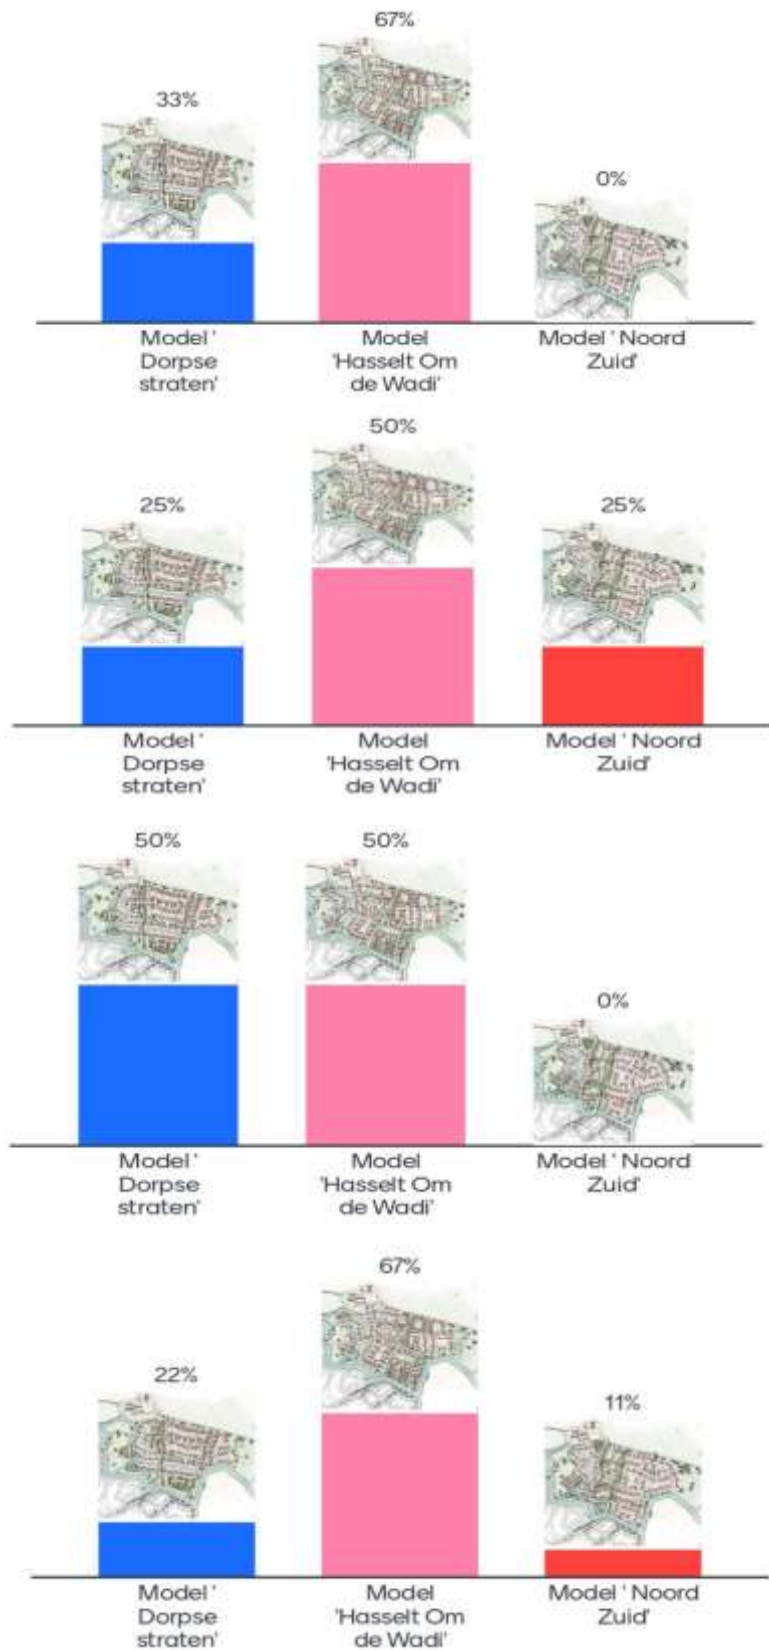 67%
33%
0%
Model '
Dorpse
straten'
Model
'Hasselt Om
de Wadi'
Model ' Noord
Zuid'
50%
25%
25%
Model '
Dorpse
straten'
Model
'Hasselt Om
de Wadi'
Model ' Noord
Zuid'
50%
50%
0%
Model '
Dorpse
straten'
Model
'Hasselt Om
de Wadi'
Model ' Noord
Zuid'
67%
22%
11%
Model '
Dorpse
straten'
Model
'Hasselt Om
de Wadi'
Model ' Noord
Zuid'